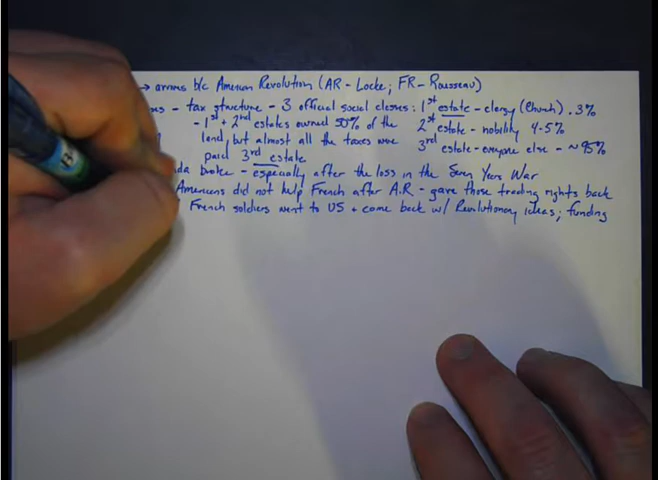 → arrows b/c American Revolution (AR - Locke; FR - Rousseau)
- tax structure - 3 official social classes: 1st estate - clergy (Church) .3%
- 1st + 2nd estates owned 50% of the 2nd estate - nobility 4-5%
land, but almost all the taxes were 3rd estate - everyone else - ~95%
paid 3rd estate
broke - especially after the loss in the Seven Years War
Americans did not help French after A.R - gave those trading rights back
French soldiers went to US + come back w/ Revolutionary ideas; funding